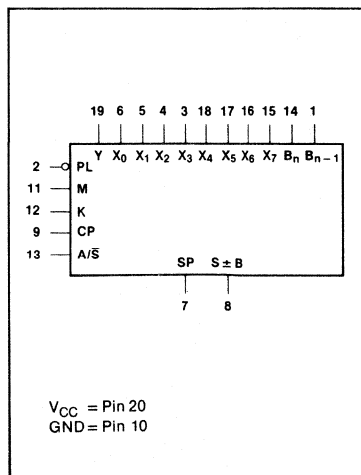 19 6 5 4 3 18 17 16 15 14 1
Y X₀ X₁ X₂ X₃ X₄ X₅ X₆ X₇ Bₙ Bₙ₋₁
2 PL
11 M
12 K
9 CP
13 A/S̅
SP S ± B
7 8
V_CC = Pin 20
GND = Pin 10